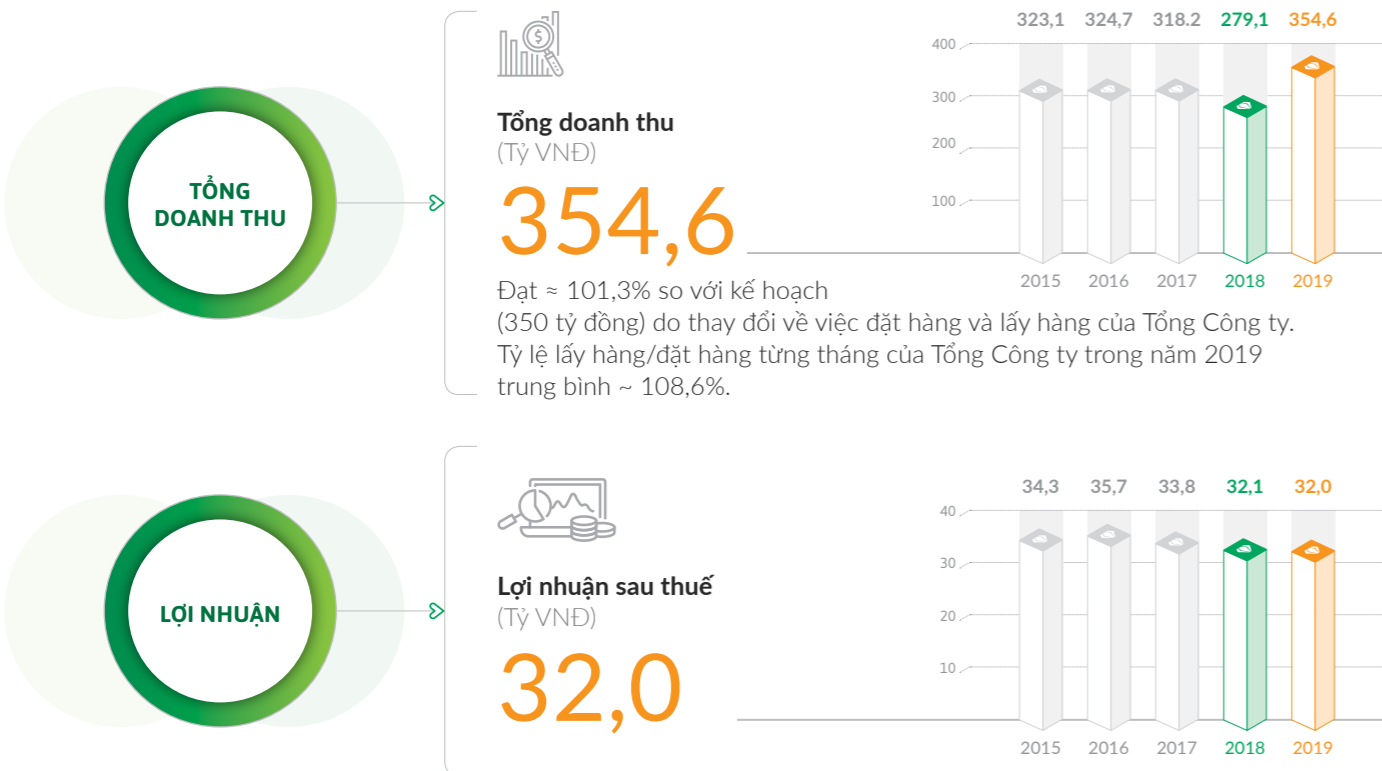 TỔNG
DOANH THU
Tổng doanh thu
(Tỷ VNĐ)
354,6
Đạt ≈ 101,3% so với kế hoạch
(350 tỷ đồng) do thay đổi về việc đặt hàng và lấy hàng của Tổng Công ty.
Tỷ lệ lấy hàng/đặt hàng từng tháng của Tổng Công ty trong năm 2019
trung bình ~ 108,6%.
323,1 324,7 318.2 279,1 354,6
400
300
200
100
2015 2016 2017 2018 2019
LỢI NHUẬN
Lợi nhuận sau thuế
(Tỷ VNĐ)
32,0
34,3 35,7 33,8 32,1 32,0
40
30
20
10
2015 2016 2017 2018 2019